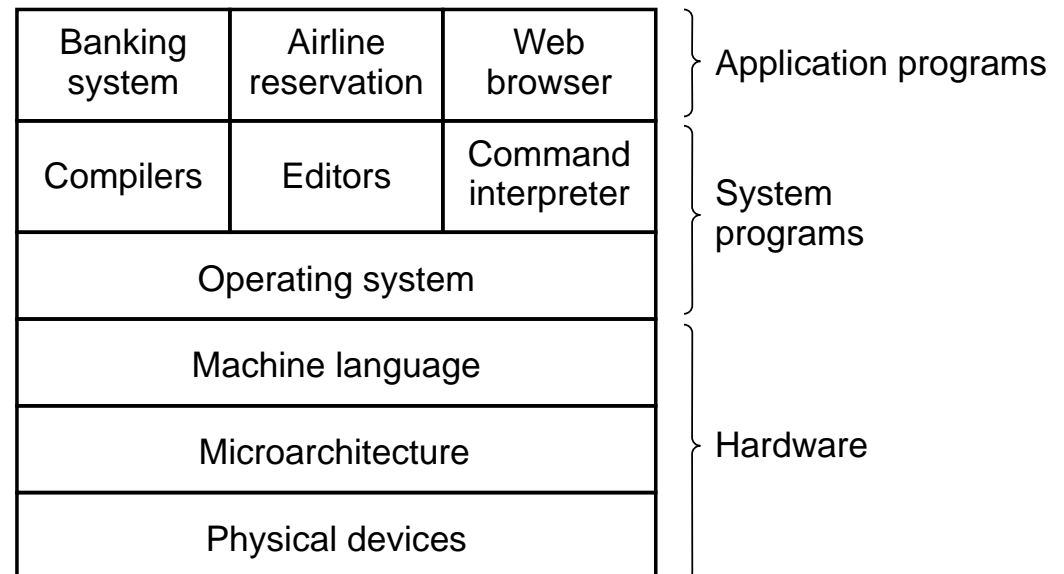 Banking
system
Airline
reservation
Web
browser
Application programs
Compilers
Editors
Command
interpreter
System
programs
Operating system
Machine language
Microarchitecture
Hardware
Physical devices